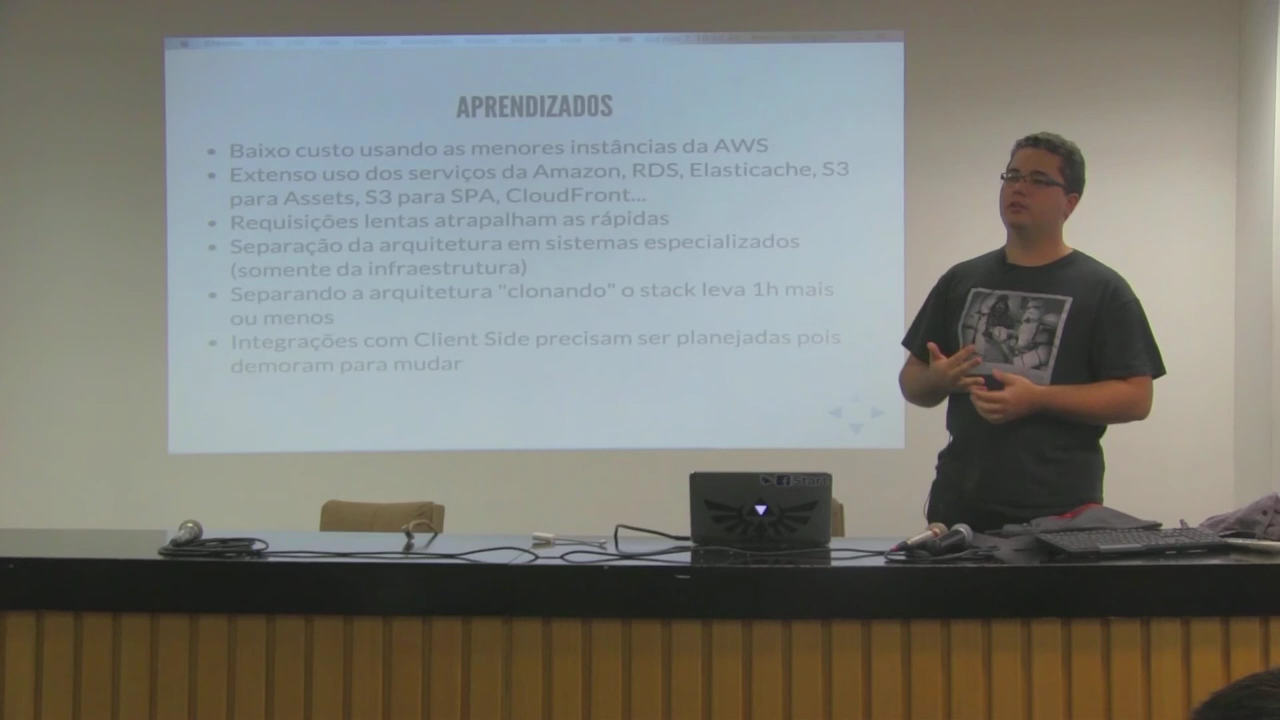 APRENDIZADOS
• Baixo custo usando as menores instâncias da AWS
• Extenso uso dos serviços da Amazon, RDS, Elasticache, S3
para Assets, S3 para SPA, CloudFront...
• Requisições lentas atrapalham as rápidas
• Separação da arquitetura em sistemas especializados
(somente da infraestrutura)
• Separando a arquitetura "clonando" o stack leva 1h mais
ou menos
• Integrações com Client Side precisam ser planejadas pois
demoram para mudar
Start